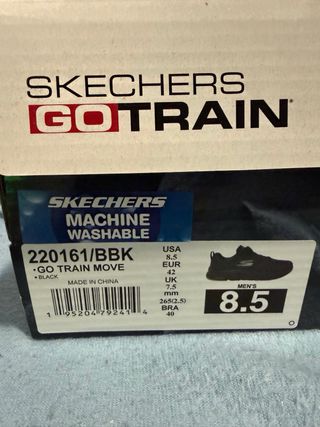 SKECHERS
GOTRAIN
SKECHERS
MACHINE
WASHABLE
220161/BBK
•GO TRAIN MOVE
•BLACK
MADE IN CHINA
1 95204 79241 4
USA
8.5
EUR
42
UK
7.5
mm
265(2.5)
BRA
40
MEN'S
8.5